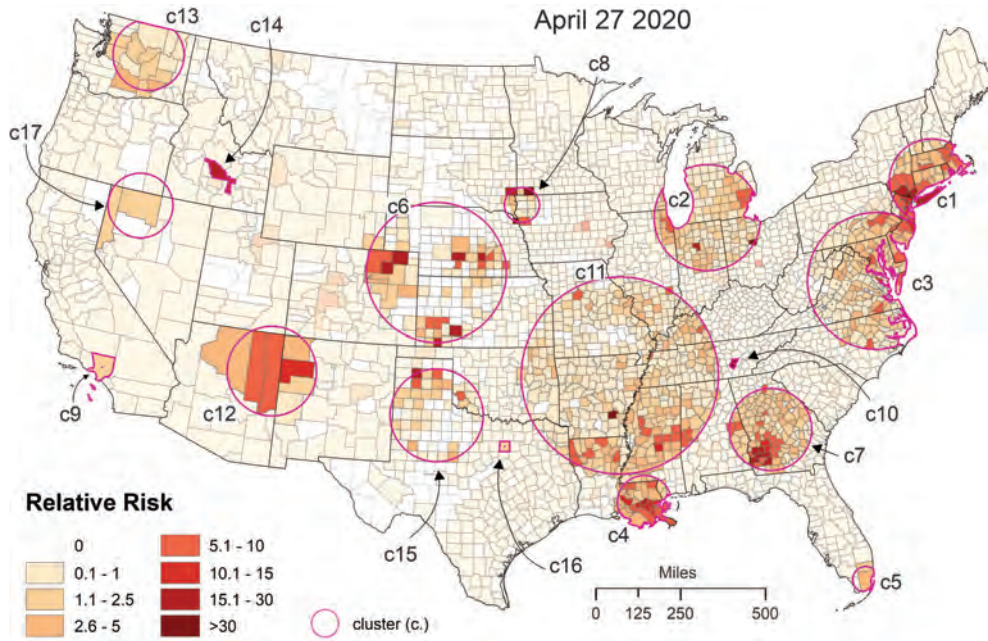 April 27 2020
c13
c14
c8
c17
c6
c2
c1
c11
c3
c9
c12
c10
c7
c15
c16
c4
c5
Relative Risk
0
0.1 - 1
1.1 - 2.5
2.6 - 5
5.1 - 10
10.1 - 15
15.1 - 30
>30
cluster (c.)
Miles
0 125 250 500